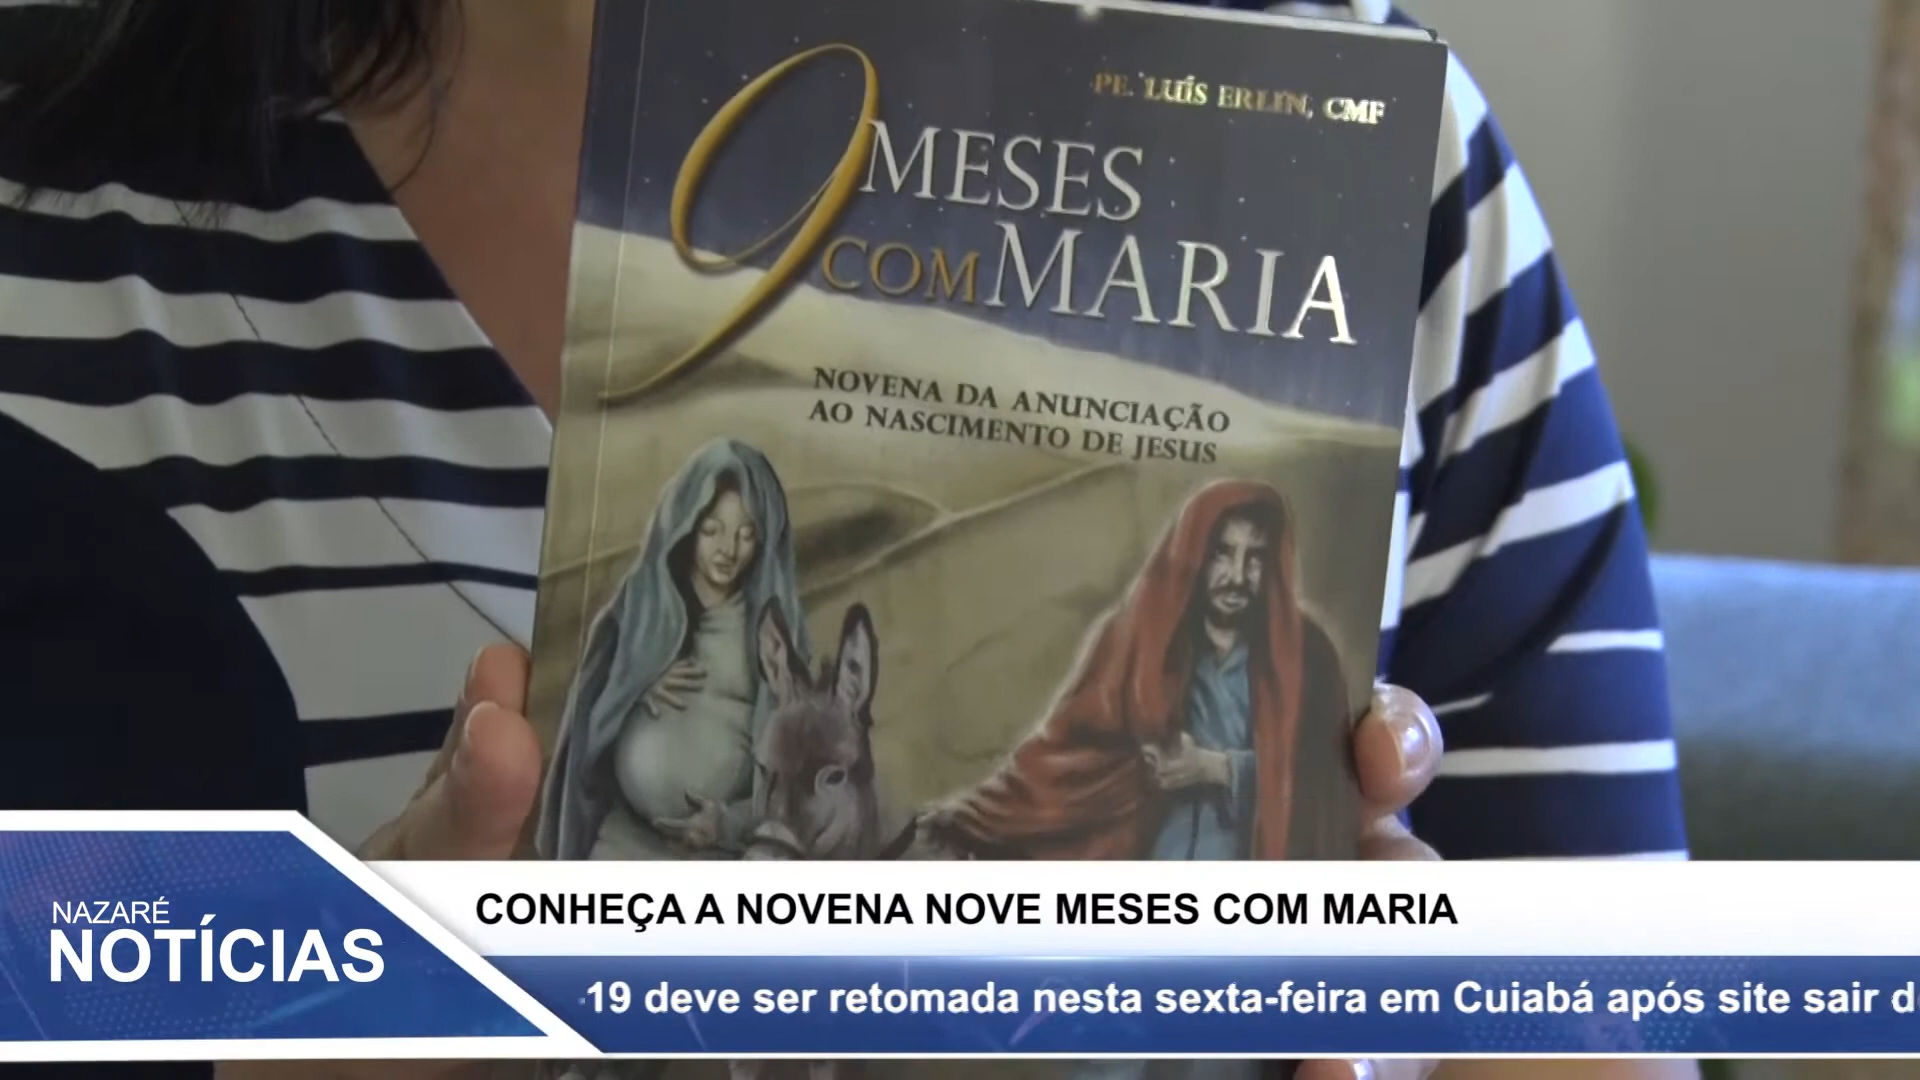 PE. LUÍS ERLIN, CMF
9 MESES
COM MARIA
NOVENA DA ANUNCIAÇÃO
AO NASCIMENTO DE JESUS
CONHEÇA A NOVENA NOVE MESES COM MARIA
NAZARÉ
NOTÍCIAS
-19 deve ser retomada nesta sexta-feira em Cuiabá após site sair